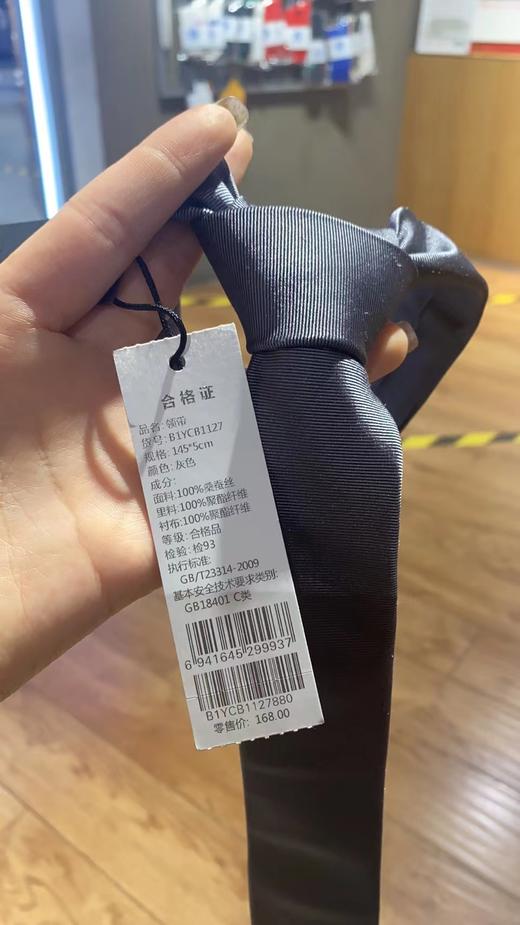 合格证
品名:领带
货号:B1YCB1127
规格:145*5cm
颜色:灰色
成分:
面料:100%桑蚕丝
里料:100%聚酯纤维
衬布:100%聚酯纤维
等级:合格品
检验:检93
执行标准:
GB/T23314-2009
基本安全技术要求类别:
GB18401 C类
6 941645 299937
B1YCB1127880
零售价: 168.00